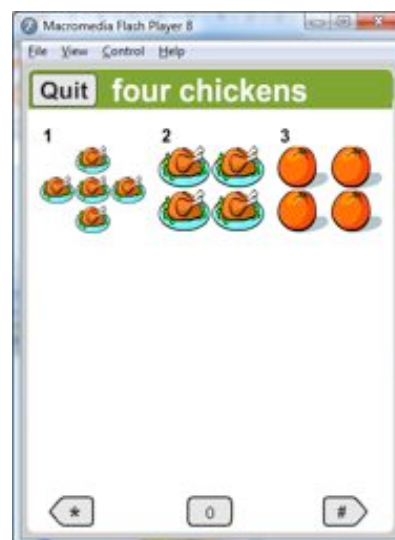 Macromedia Flash Player 8
File View Control Help
Quit four chickens
1 2 3
* 0 #